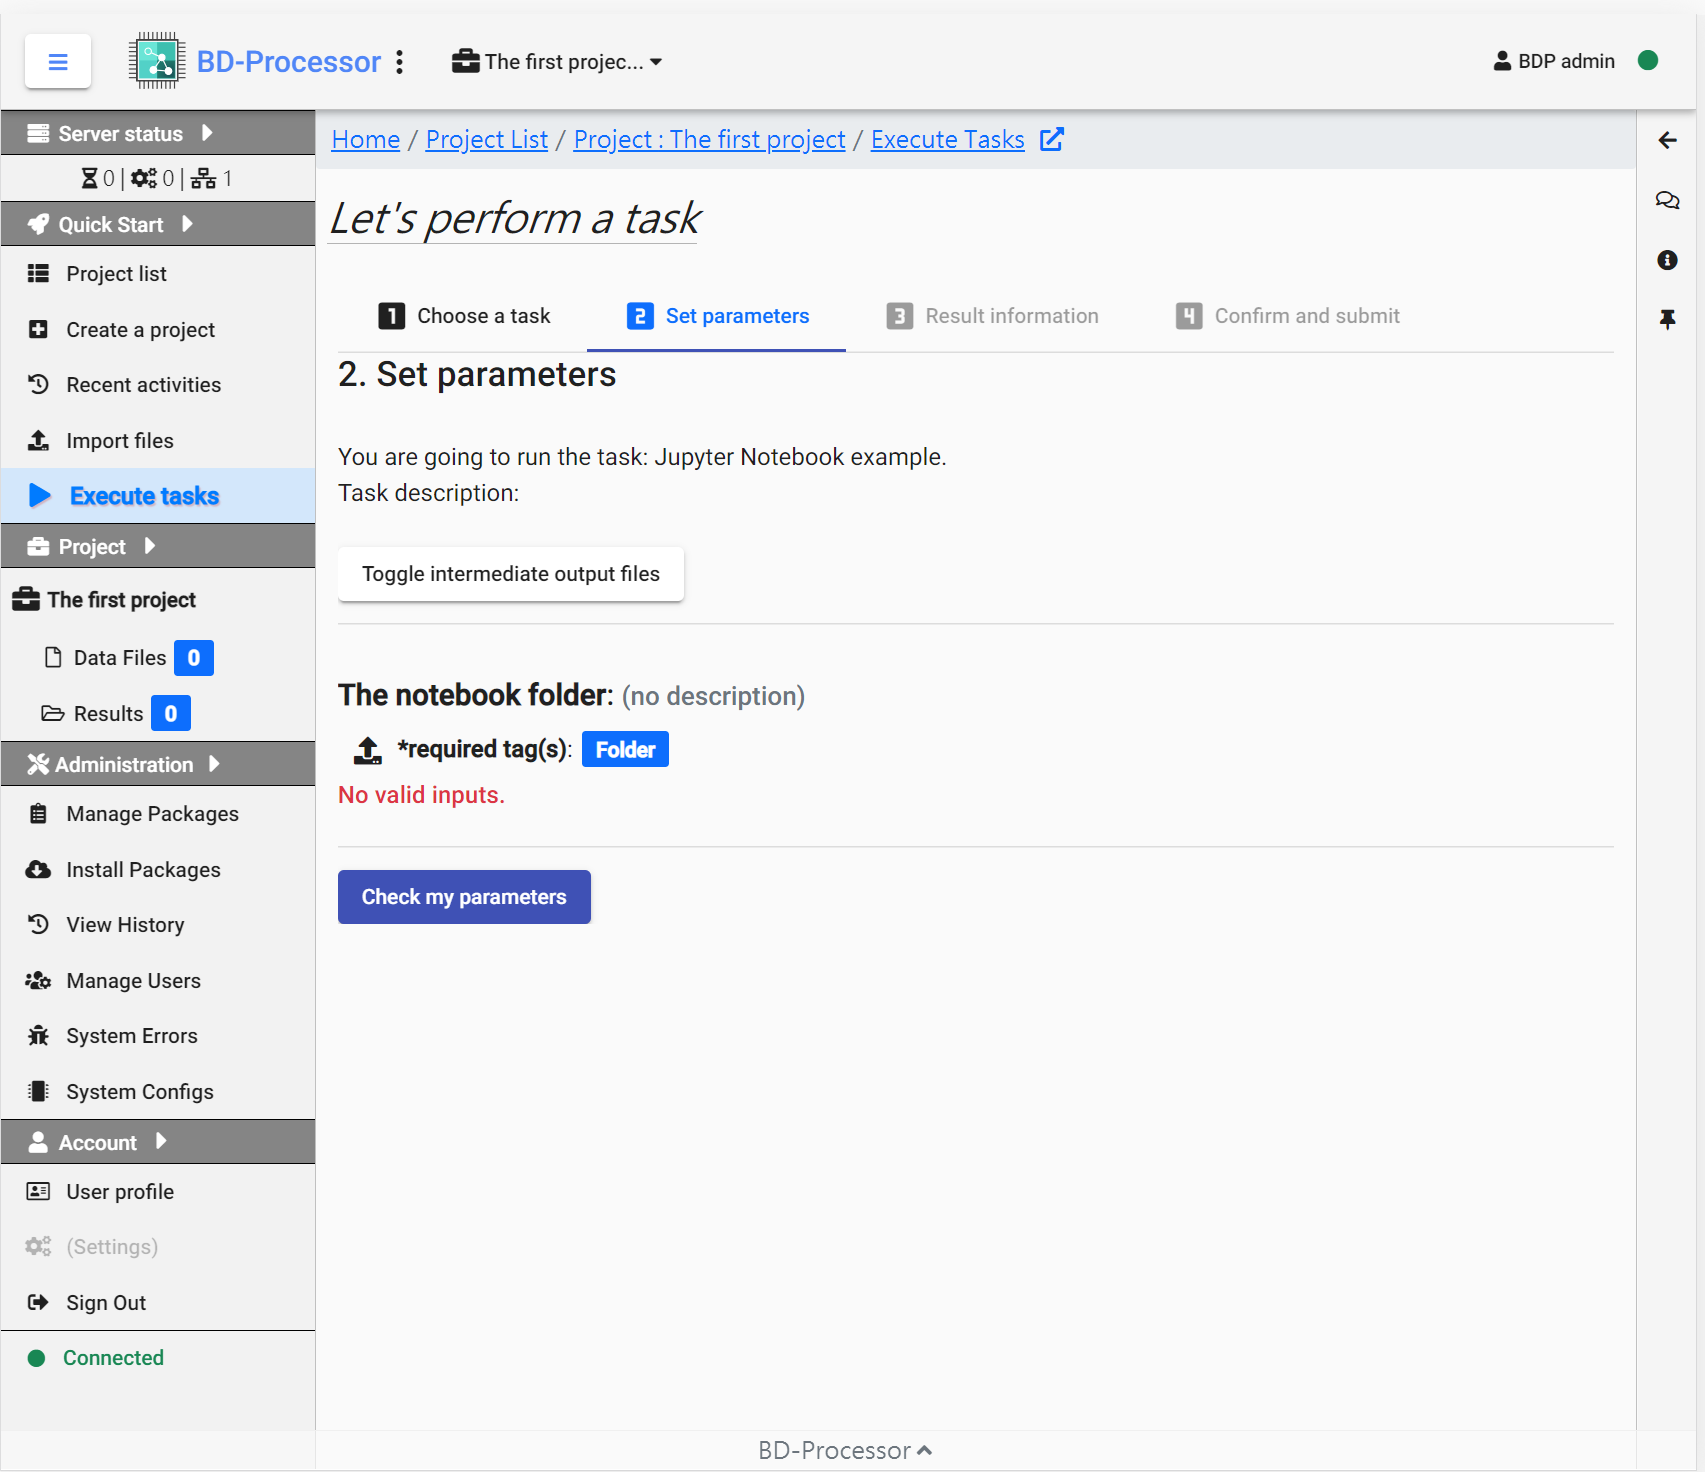 BD-Processor
The first projec...
BDP admin
Server status
0 | 0 | 1
Quick Start
Project list
Create a project
Recent activities
Import files
Execute tasks
Project
The first project
Data Files 0
Results 0
Administration
Manage Packages
Install Packages
View History
Manage Users
System Errors
System Configs
Account
User profile
(Settings)
Sign Out
Connected
Home / Project List / Project : The first project / Execute Tasks
Let's perform a task
1 Choose a task
2 Set parameters
3 Result information
4 Confirm and submit
2. Set parameters
You are going to run the task: Jupyter Notebook example.
Task description:
Toggle intermediate output files
The notebook folder: (no description)
*required tag(s): Folder
No valid inputs.
Check my parameters
BD-Processor